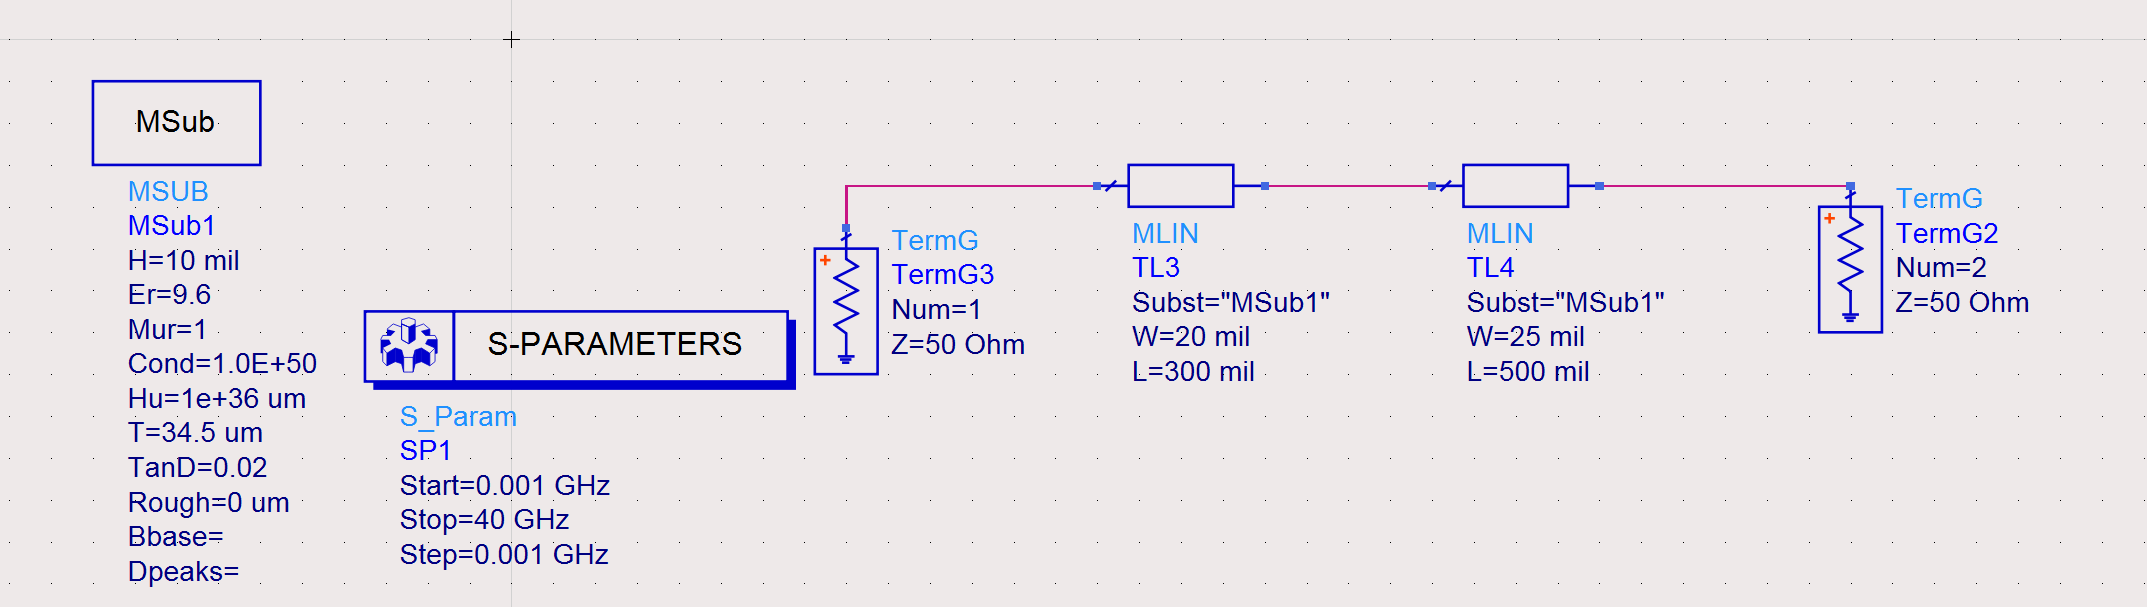 MSub
MSUB
MSub1
H=10 mil
Er=9.6
Mur=1
Cond=1.0E+50
Hu=1e+36 um
T=34.5 um
TanD=0.02
Rough=0 um
Bbase=
Dpeaks=
S-PARAMETERS
S_Param
SP1
Start=0.001 GHz
Stop=40 GHz
Step=0.001 GHz
TermG
TermG3
Num=1
Z=50 Ohm
MLIN
TL3
Subst="MSub1"
W=20 mil
L=300 mil
MLIN
TL4
Subst="MSub1"
W=25 mil
L=500 mil
TermG
TermG2
Num=2
Z=50 Ohm